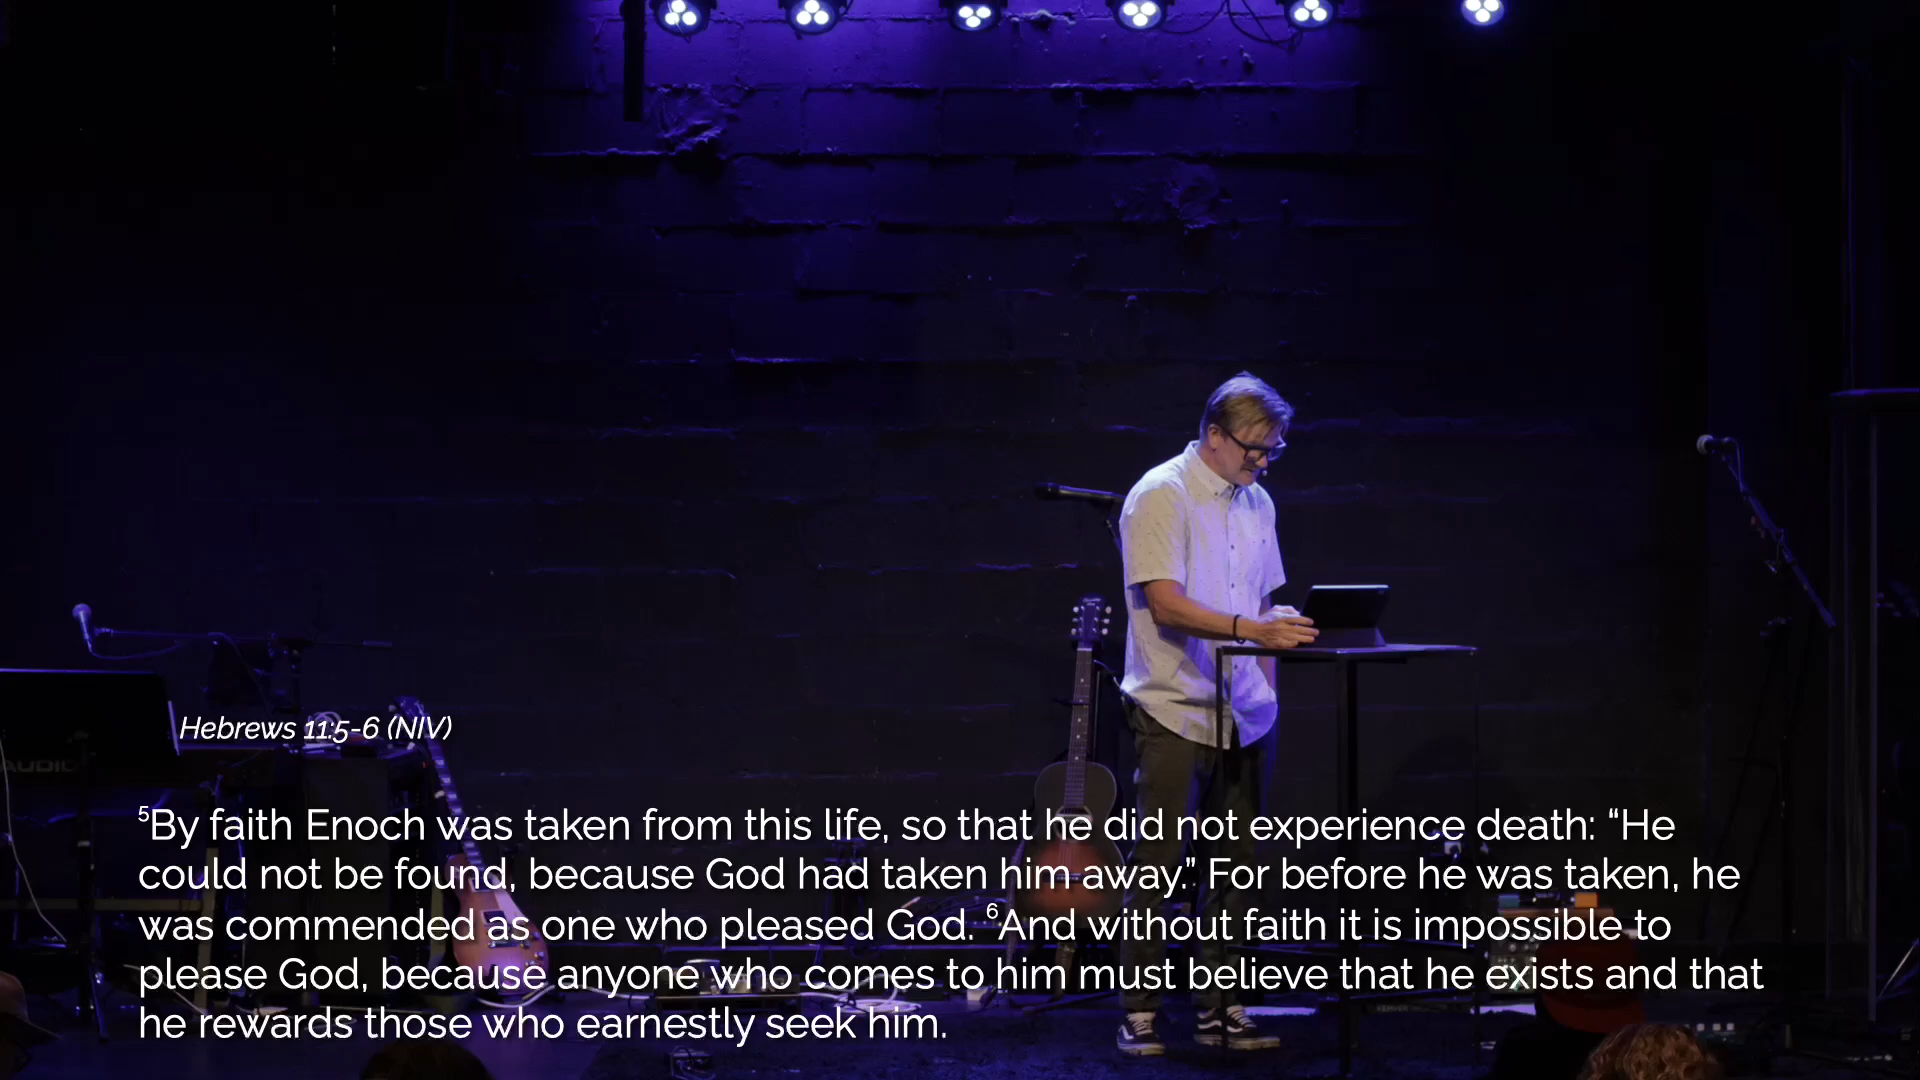 Hebrews 11:5-6 (NIV)
⁵By faith Enoch was taken from this life, so that he did not experience death: “He
could not be found, because God had taken him away.” For before he was taken, he
was commended as one who pleased God. ⁶And without faith it is impossible to
please God, because anyone who comes to him must believe that he exists and that
he rewards those who earnestly seek him.
AUDIO